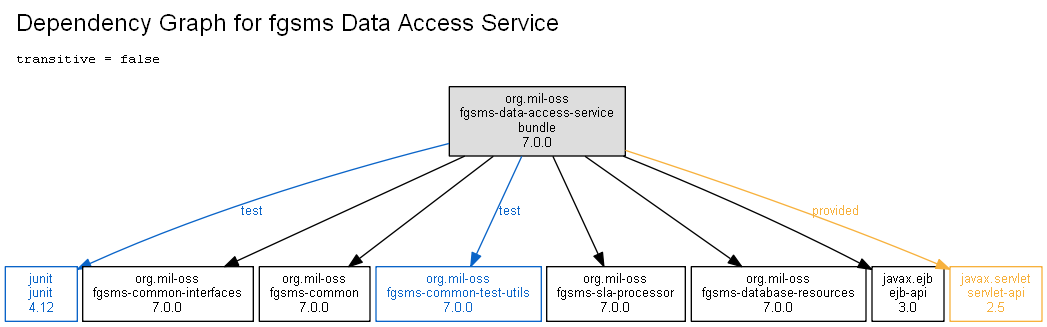 Dependency Graph for fgsms Data Access Service
transitive = false
org.mil-oss
fgsms-data-access-service
bundle
7.0.0
test
test
provided
junit
junit
4.12
org.mil-oss
fgsms-common-interfaces
7.0.0
org.mil-oss
fgsms-common
7.0.0
org.mil-oss
fgsms-common-test-utils
7.0.0
org.mil-oss
fgsms-sla-processor
7.0.0
org.mil-oss
fgsms-database-resources
7.0.0
javax.ejb
ejb-api
3.0
javax.servlet
servlet-api
2.5